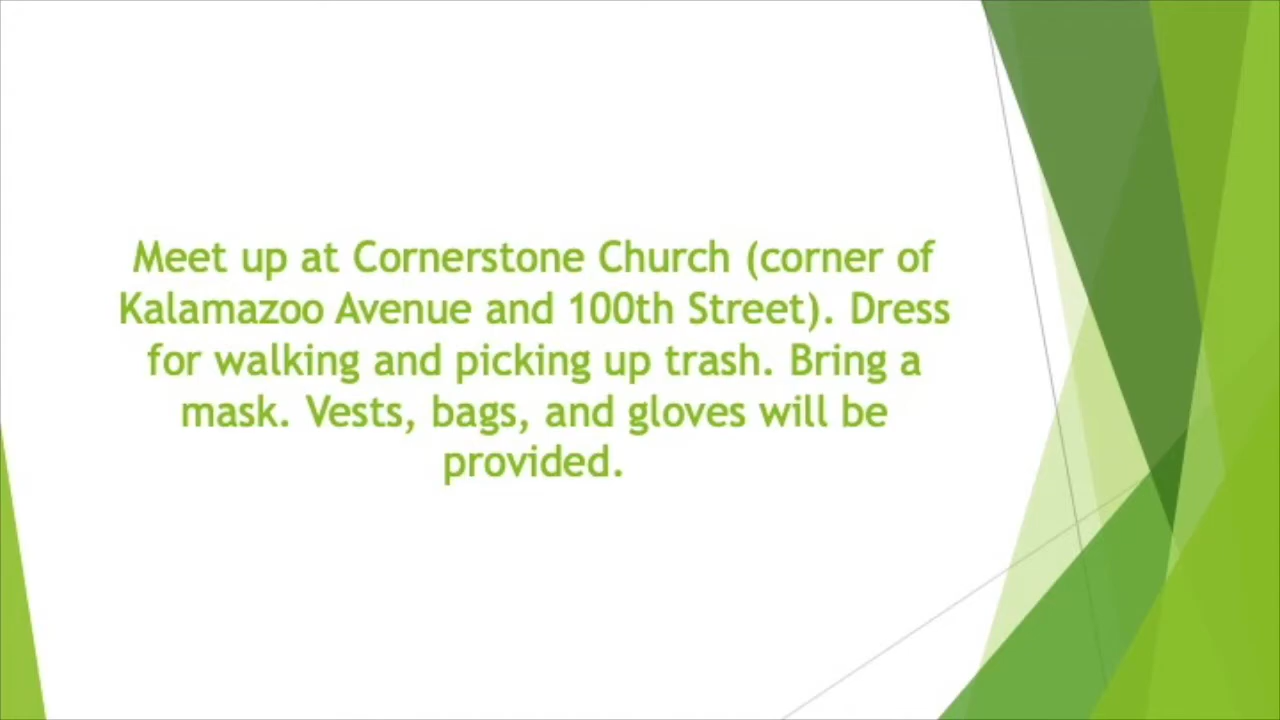 Meet up at Cornerstone Church (corner of
Kalamazoo Avenue and 100th Street). Dress
for walking and picking up trash. Bring a
mask. Vests, bags, and gloves will be
provided.